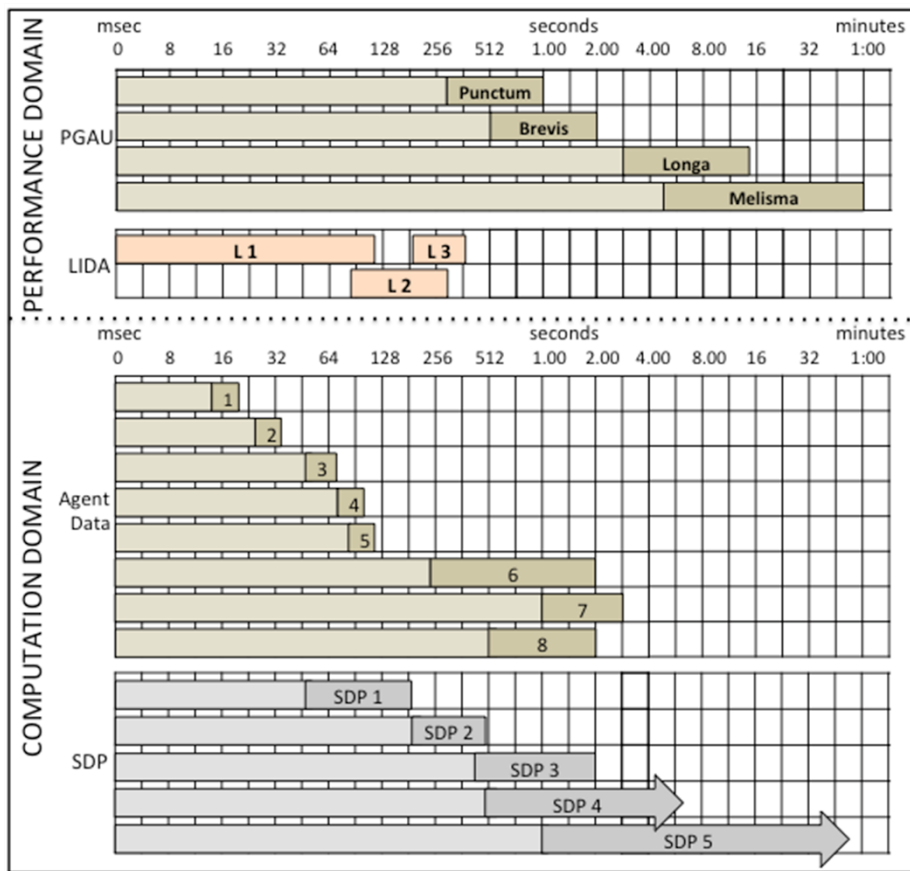 PERFORMANCE DOMAIN
msec seconds minutes
0 8 16 32 64 128 256 512 1.00 2.00 4.00 8.00 16 32 1:00
PGAU
Punctum
Brevis
Longa
Melisma
LIDA
L 1 L 3
L 2
COMPUTATION DOMAIN
msec seconds minutes
0 8 16 32 64 128 256 512 1.00 2.00 4.00 8.00 16 32 1:00
Agent
Data
1
2
3
4
5
6
7
8
SDP
SDP 1
SDP 2
SDP 3
SDP 4
SDP 5